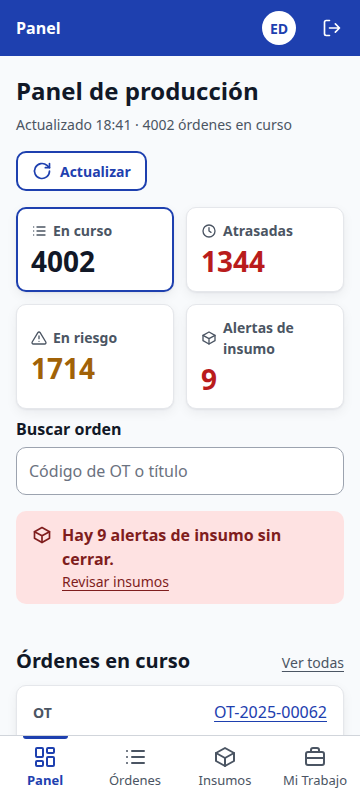 Panel
ED
Panel de producción
Actualizado 18:41 · 4002 órdenes en curso
Actualizar
En curso
4002
Atrasadas
1344
En riesgo
1714
Alertas de
insumo
9
Buscar orden
Código de OT o título
Hay 9 alertas de insumo sin
cerrar.
Revisar insumos
Órdenes en curso
Ver todas
OT
OT-2025-00062
Panel
Órdenes
Insumos
Mi Trabajo